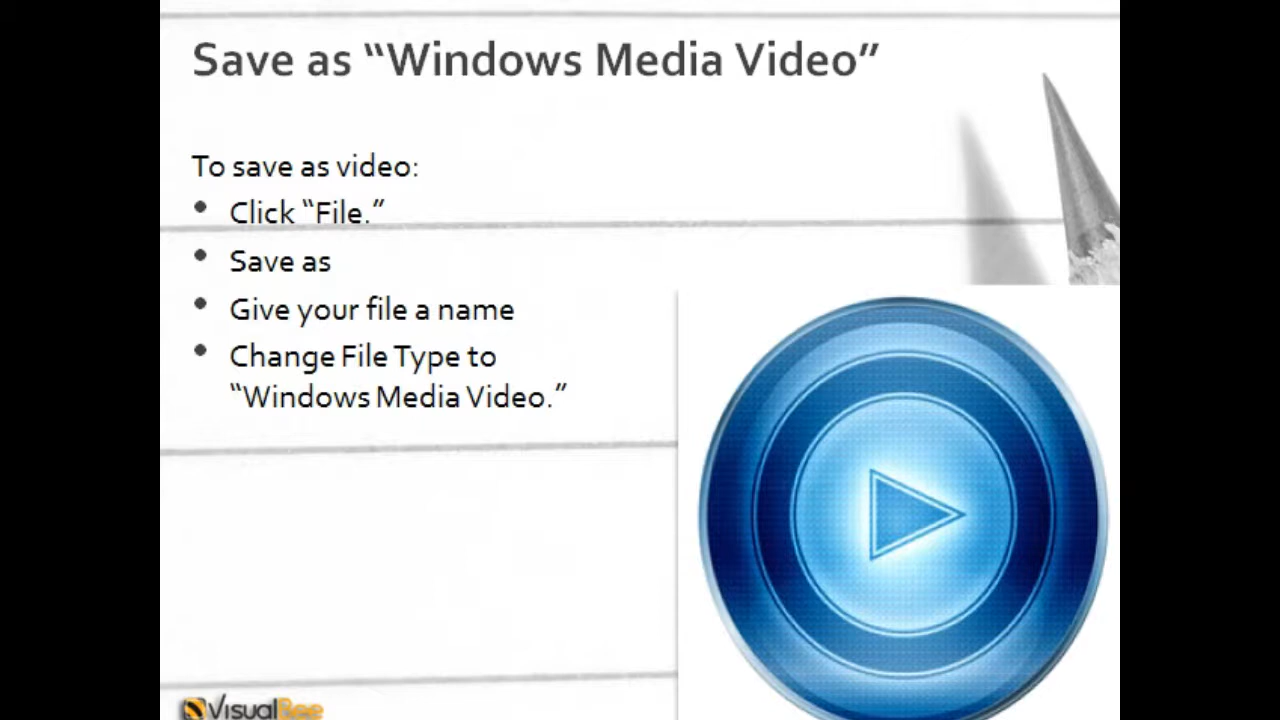 Save as “Windows Media Video”
To save as video:
• Click “File.”
• Save as
• Give your file a name
• Change File Type to
“Windows Media Video.”
VisualBee